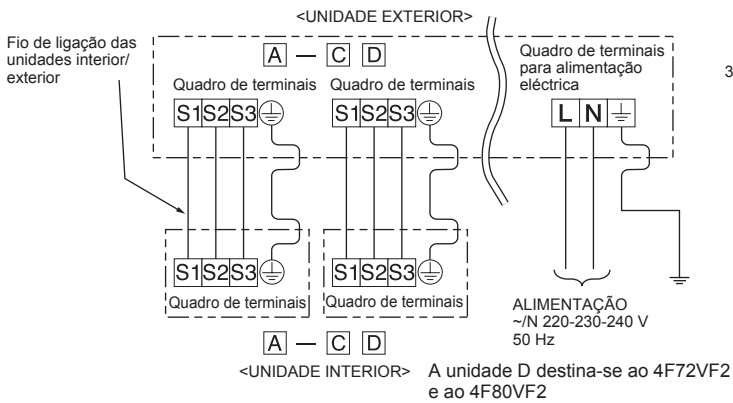 <UNIDADE EXTERIOR>
Fio de ligação das
unidades interior/
exterior
A — C D
Quadro de terminais
Quadro de terminais
Quadro de terminais
para alimentação
eléctrica
3
S1 S2 S3
S1 S2 S3
L N
S1 S2 S3
S1 S2 S3
Quadro de terminais
Quadro de terminais
ALIMENTAÇÃO
~/N 220-230-240 V
50 Hz
A — C D
<UNIDADE INTERIOR>
A unidade D destina-se ao 4F72VF2
e ao 4F80VF2